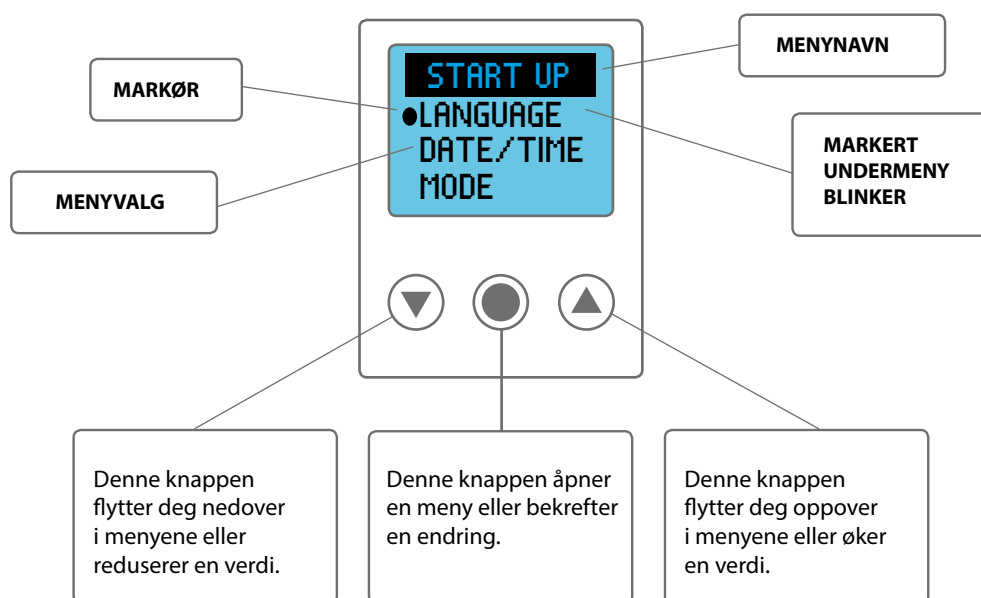 MENYNAVN
START UP
MARKØR
LANGUAGE
DATE/TIME
MODE
MARKERT
UNDERMENY
BLINKER
MENYVALG
Denne knappen
flytter deg nedover
i menyene eller
reduserer en verdi.
Denne knappen åpner
en meny eller bekrefter
en endring.
Denne knappen
flytter deg oppover
i menyene eller øker
en verdi.